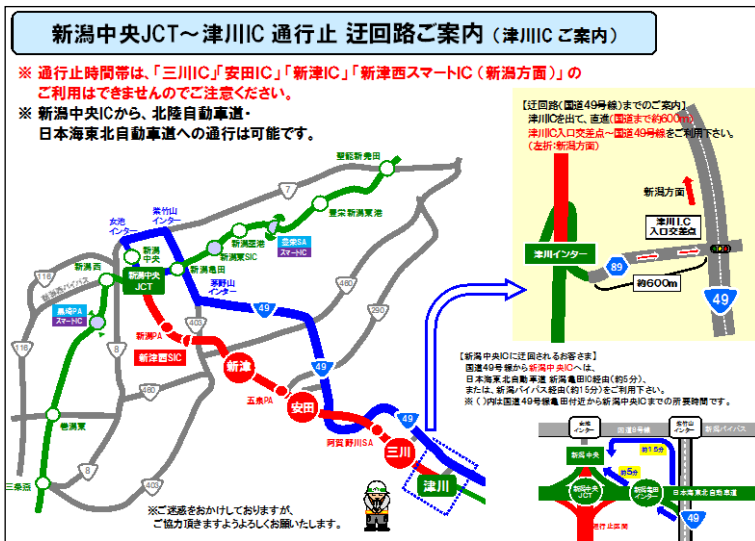 新潟中央JCT～津川IC 通行止 迂回路ご案内（津川IC ご案内）
※ 通行止時間帯は、「三川IC」「安田IC」「新津IC」「新津西スマートIC（新潟方面）」の
ご利用はできませんのでご注意ください。
※ 新潟中央ICから、北陸自動車道・
日本海東北自動車道への通行は可能です。
【迂回路（国道49号線）までのご案内】
津川ICを出て、直進（国道まで約600m）
津川IC入口交差点～国道49号線をご利用下さい。
（左折：新潟方面）
新潟方面
津川I.C
入口交差点
津川インター
89
約600m
49
聖籠新発田
7
豊栄新潟東港
紫竹山
インター
女池
インター
豊栄SA
スマートIC
新潟空港
新潟東SIC
新潟
中央
新潟亀田
新潟中央
JCT
新潟西
116
新潟西バイパス
茅野山
インター
460
49
290
黒埼PA
スマートIC
403
新潟PA
新津西SIC
116
8
新津
49
460
五泉PA
安田
49
巻潟東
阿賀野川SA
三川
8
津川
三条燕
403
※ご迷惑をおかけしておりますが、
ご協力頂きますようよろしくお願いいたします。
【新潟中央ICに迂回されるお客さま】
国道49号線から新潟中央ICへは、
日本海東北自動車道 新潟亀田IC経由（約5分）、
または、新潟バイパス経由（約15分）をご利用下さい。
※（ ）内は国道49号線亀田付近から新潟中央ICまでの所要時間です。
女池
インター
紫竹山
インター
国道8号線
新潟バイパス
約15分
新潟中央
約5分
新潟中央
JCT
新潟亀田
インター
日本海東北自動車道
49
通行止区間